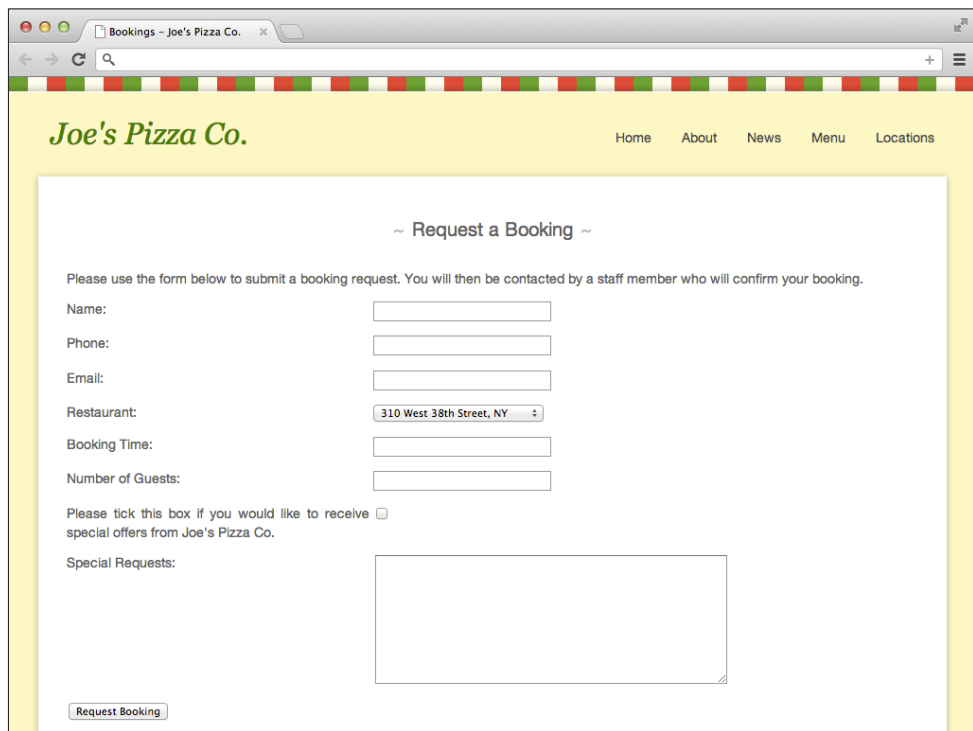 Bookings – Joe's Pizza Co.
Joe's Pizza Co.
Home About News Menu Locations
~ Request a Booking ~
Please use the form below to submit a booking request. You will then be contacted by a staff member who will confirm your booking.
Name:
Phone:
Email:
Restaurant: 310 West 38th Street, NY
Booking Time:
Number of Guests:
Please tick this box if you would like to receive
special offers from Joe's Pizza Co.
Special Requests:
Request Booking